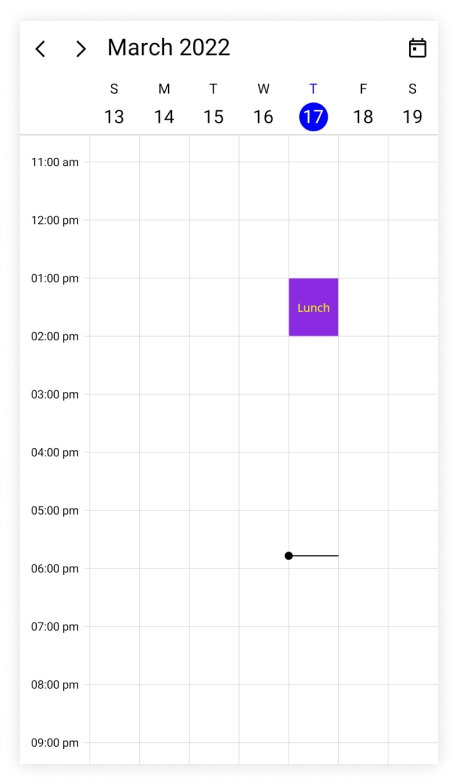 March 2022
S M T W T F S
13 14 15 16 17 18 19
11:00 am
12:00 pm
01:00 pm
Lunch
02:00 pm
03:00 pm
04:00 pm
05:00 pm
06:00 pm
07:00 pm
08:00 pm
09:00 pm